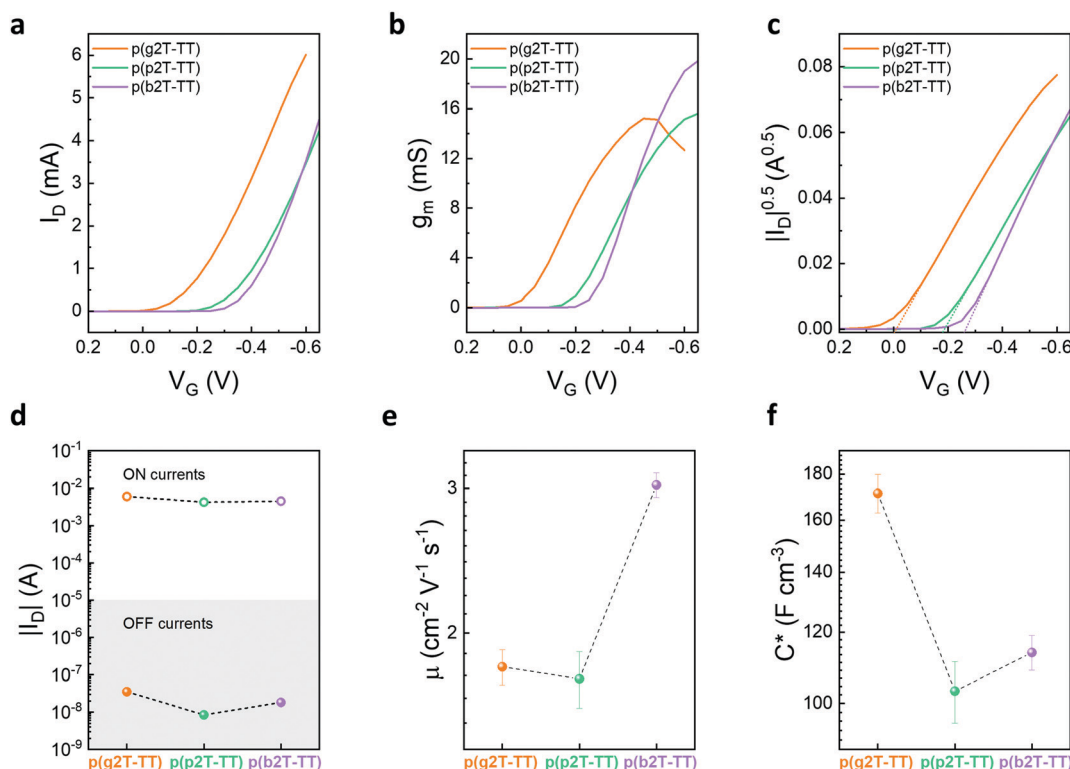 a
p(g2T-TT)
p(p2T-TT)
p(b2T-TT)
I_D (mA)
6
5
4
3
2
1
0
0.2 0.0 -0.2 -0.4 -0.6
V_G (V)
b
p(g2T-TT)
p(p2T-TT)
p(b2T-TT)
g_m (mS)
20
16
12
8
4
0
0.2 0.0 -0.2 -0.4 -0.6
V_G (V)
c
p(g2T-TT)
p(p2T-TT)
p(b2T-TT)
|I_D|^0.5 (A^0.5)
0.08
0.06
0.04
0.02
0.00
0.2 0.0 -0.2 -0.4 -0.6
V_G (V)
d
ON currents
OFF currents
|I_D| (A)
10^-1
10^-2
10^-3
10^-4
10^-5
10^-6
10^-7
10^-8
10^-9
p(g2T-TT) p(p2T-TT) p(b2T-TT)
e
μ (cm^-2 V^-1 s^-1)
3
2
p(g2T-TT) p(p2T-TT) p(b2T-TT)
f
C* (F cm^-3)
180
160
140
120
100
p(g2T-TT) p(p2T-TT) p(b2T-TT)